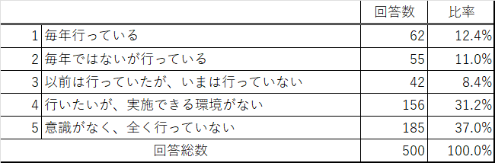 回答数 比率
1 毎年行っている 62 12.4%
2 毎年ではないが行っている 55 11.0%
3 以前は行っていたが、いまは行っていない 42 8.4%
4 行いたいが、実施できる環境がない 156 31.2%
5 意識がなく、全く行っていない 185 37.0%
回答総数 500 100.0%